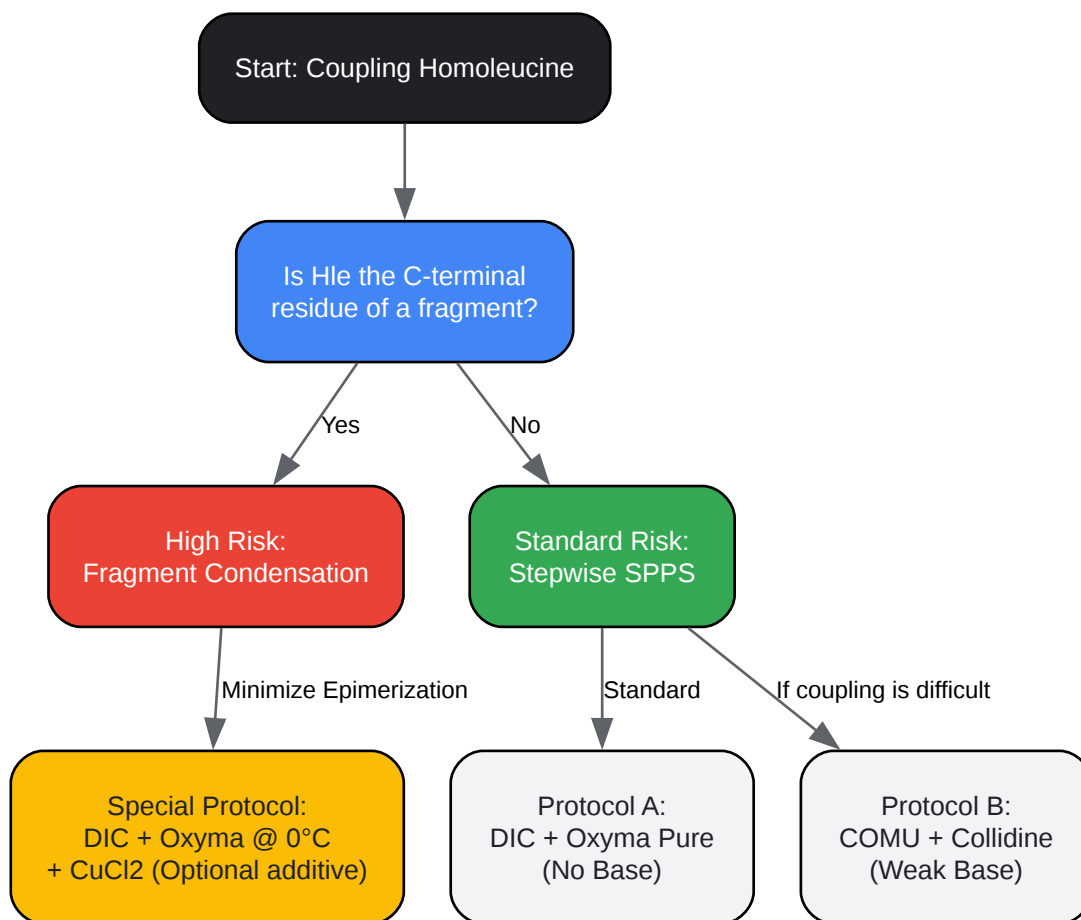 Start: Coupling Homoleucine
Is Hle the C-terminal
residue of a fragment?
Yes
No
High Risk:
Fragment Condensation
Standard Risk:
Stepwise SPPS
Minimize Epimerization
Standard
If coupling is difficult
Special Protocol:
DIC + Oxyma @ 0°C
+ CuCl2 (Optional additive)
Protocol A:
DIC + Oxyma Pure
(No Base)
Protocol B:
COMU + Collidine
(Weak Base)